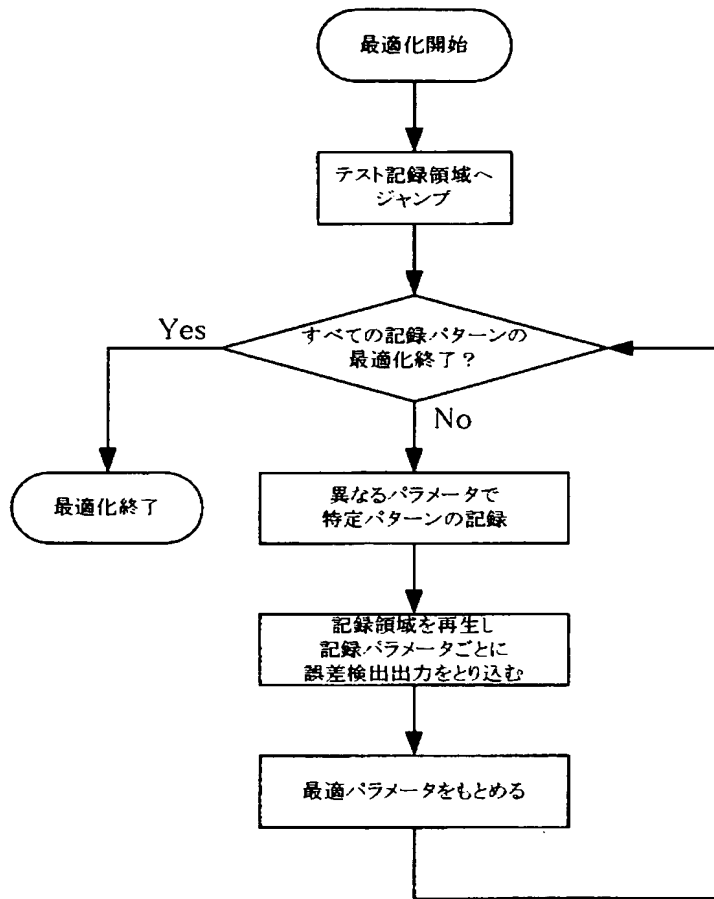 最適化開始
テスト記録領域へ
ジャンプ
すべての記録パターンの
最適化終了？
Yes
No
最適化終了
異なるパラメータで
特定パターンの記録
記録領域を再生し
記録パラメータごとに
誤差検出出力をとり込む
最適パラメータをもとめる